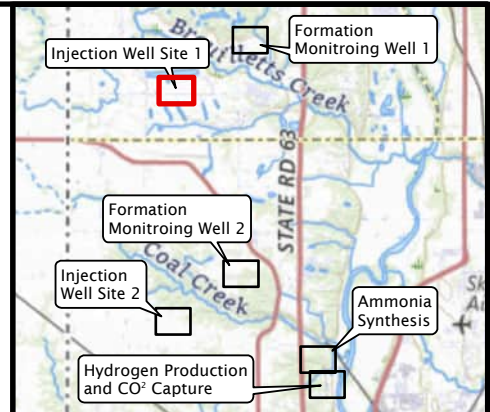 Formation
Monitroing Well 1
Injection Well Site 1
Brouilletts Creek
STATE RD 63
Formation
Monitroing Well 2
Coal Creek
Injection
Well Site 2
Ammonia
Synthesis
Hydrogen Production
and CO² Capture